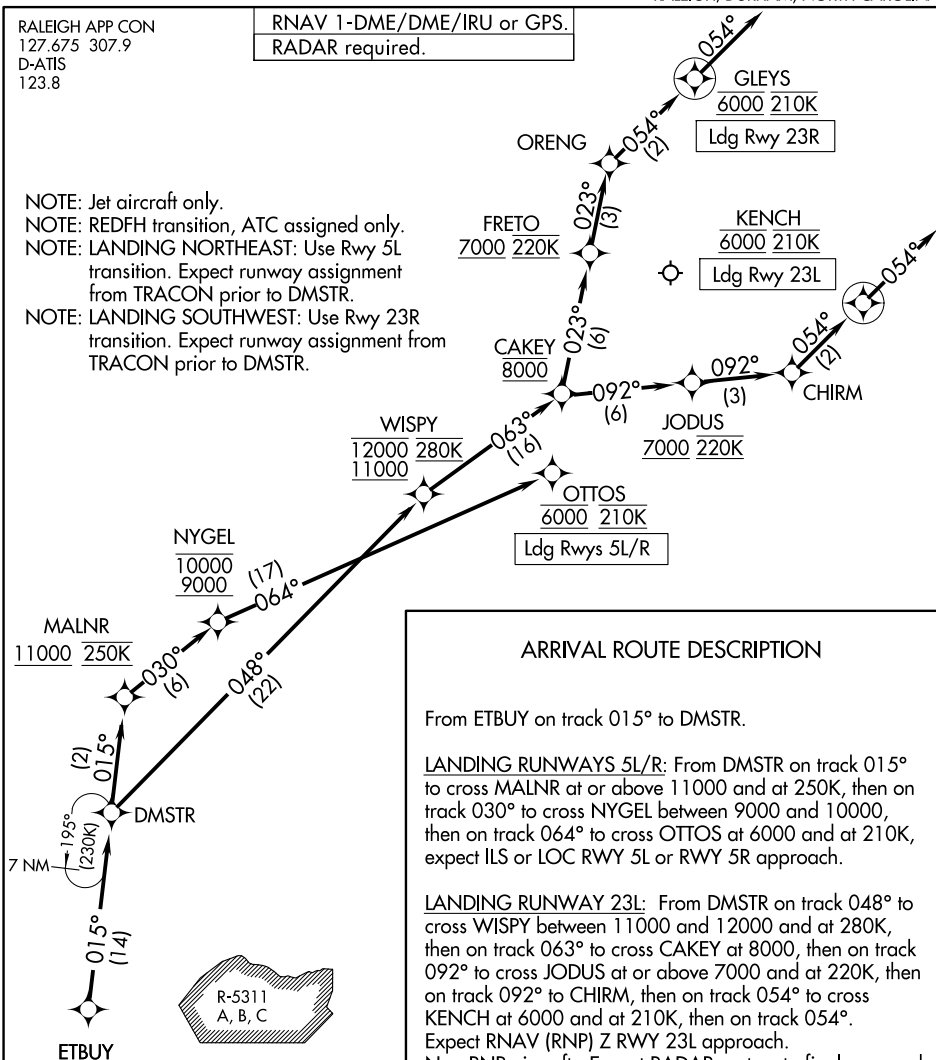 RALEIGH APP CON
127.675 307.9
D-ATIS
123.8
RNAV 1-DME/DME/IRU or GPS.
RADAR required.
NOTE: Jet aircraft only.
NOTE: REDFH transition, ATC assigned only.
NOTE: LANDING NORTHEAST: Use Rwy 5L
transition. Expect runway assignment
from TRACON prior to DMSTR.
NOTE: LANDING SOUTHWEST: Use Rwy 23R
transition. Expect runway assignment from
TRACON prior to DMSTR.
054°
GLEYS
6000 210K
Ldg Rwy 23R
054°
(2)
ORENG
023°
(3)
FRETO
7000 220K
023°
(6)
KENCH
6000 210K
Ldg Rwy 23L
054°
054°
(2)
CHIRM
092°
(3)
JODUS
7000 220K
092°
(6)
CAKEY
8000
063°
(16)
WISPY
12000 280K
11000
OTTOS
6000 210K
Ldg Rwys 5L/R
NYGEL
10000
9000
(17)
064°
MALNR
11000 250K
030°
(6)
048°
(22)
(2)
015°
DMSTR
195°
(230K)
7 NM
015°
(14)
ETBUY
R-5311
A, B, C
ARRIVAL ROUTE DESCRIPTION
From ETBUY on track 015° to DMSTR.
LANDING RUNWAYS 5L/R: From DMSTR on track 015°
to cross MALNR at or above 11000 and at 250K, then on
track 030° to cross NYGEL between 9000 and 10000,
then on track 064° to cross OTTOS at 6000 and at 210K,
expect ILS or LOC RWY 5L or RWY 5R approach.
LANDING RUNWAY 23L: From DMSTR on track 048° to
cross WISPY between 11000 and 12000 and at 280K,
then on track 063° to cross CAKEY at 8000, then on track
092° to cross JODUS at or above 7000 and at 220K, then
on track 092° to CHIRM, then on track 054° to cross
KENCH at 6000 and at 210K, then on track 054°.
Expect RNAV (RNP) Z RWY 23L approach.